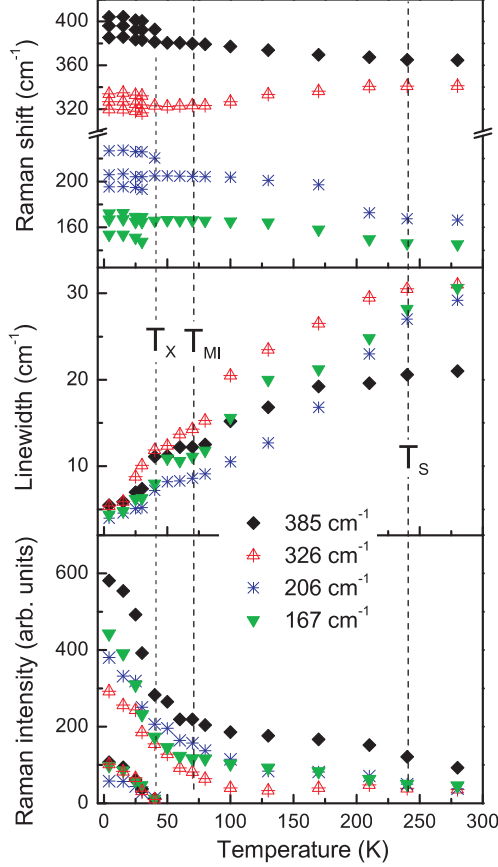 400
360
320
200
160
Raman shift (cm⁻¹)
30
20
10
Linewidth (cm⁻¹)
T_X
T_MI
T_S
385 cm⁻¹
326 cm⁻¹
206 cm⁻¹
167 cm⁻¹
600
400
200
0
Raman intensity (arb. units)
0 50 100 150 200 250 300
Temperature (K)